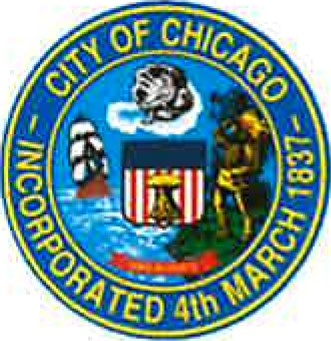 CITY OF CHICAGO
INCORPORATED 4th MARCH 1837